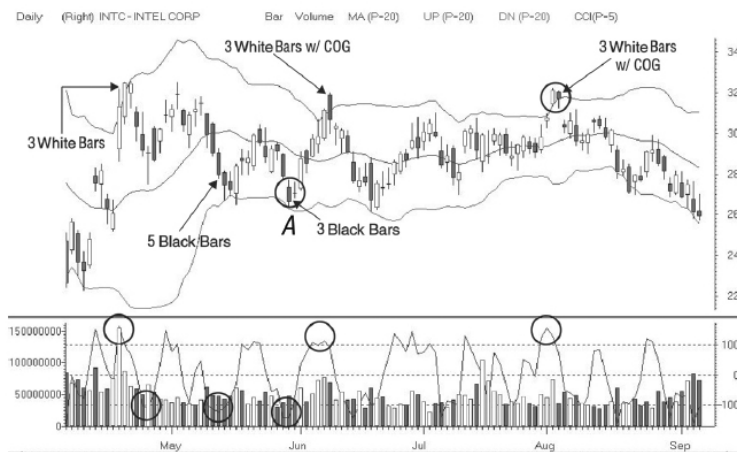 Daily (Right) INTC-INTEL CORP Bar Volume MA (P=20) UP (P=20) DN (P=20) CCI(P=5)
3 White Bars w/ COG
3 White Bars
w/ COG
3 White Bars
5 Black Bars
A
3 Black Bars
34
32
30
28
26
24
22
150000000
100000000
50000000
0
100
0
-100
May Jun Jul Aug Sep